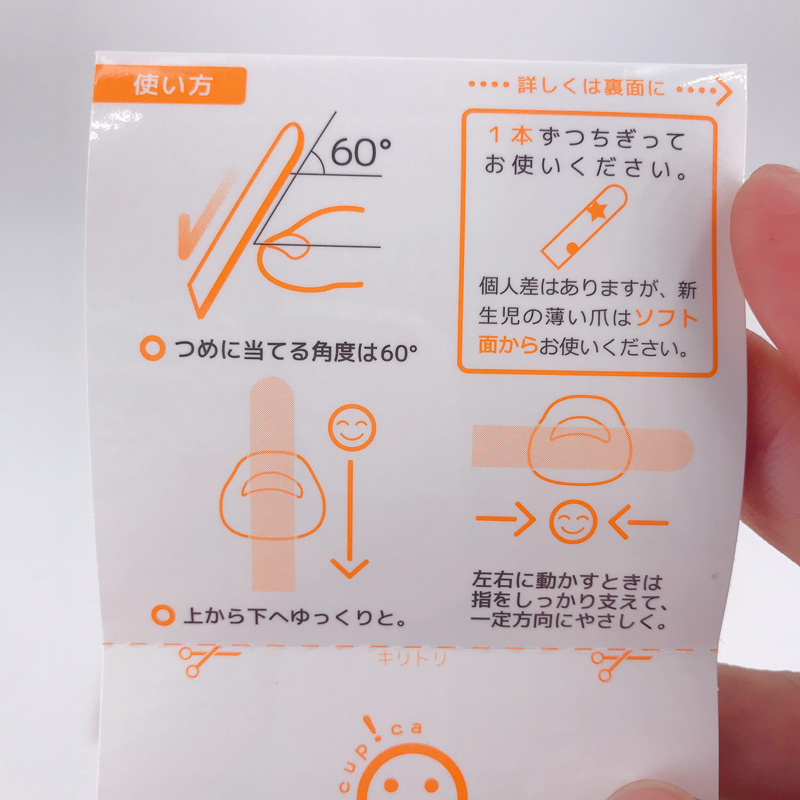 使い方
詳しくは裏面に
60°
1本ずつちぎって
お使いください。
個人差はありますが、新
生児の薄い爪はソフト
面からお使いください。
つめに当てる角度は60°
上から下へゆっくりと。
左右に動かすときは
指をしっかり支えて、
一定方向にやさしく。
キリトリ
cup!ca